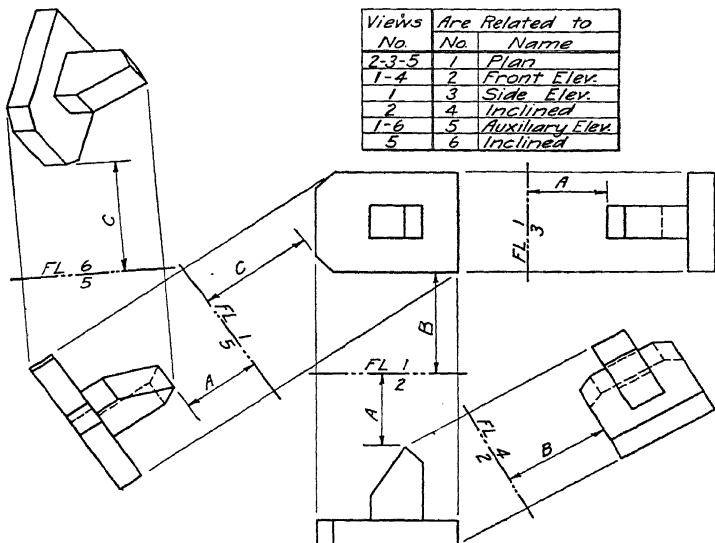 Views Are Related to
No. No. Name
2-3-5 1 Plan
1-4 2 Front Elev.
1 3 Side Elev.
2 4 Inclined
1-6 5 Auxiliary Elev.
5 6 Inclined
C
FL 6
5
C
FL 1
5
A
A
FL 1
3
B
FL 1
2
A
FL 4
2
B